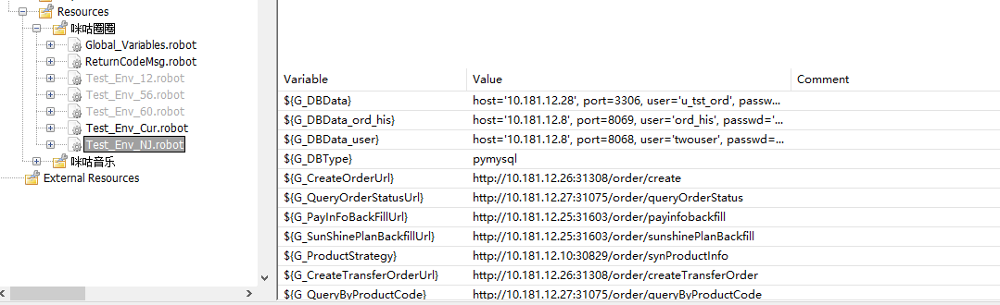 Resources
咪咕圈圈
Global_Variables.robot
ReturnCodeMsg.robot
Test_Env_12.robot
Test_Env_56.robot
Test_Env_60.robot
Test_Env_Cur.robot
Test_Env_NJ.robot
咪咕音乐
External Resources
Variable Value Comment
${G_DBData} host='10.181.12.28', port=3306, user='u_tst_ord', passw...
${G_DBData_ord_his} host='10.181.12.8', port=8069, user='ord_his', passwd='...
${G_DBData_user} host='10.181.12.8', port=8068, user='twouser', passwd=...
${G_DBType} pymysql
${G_CreateOrderUrl} http://10.181.12.26:31308/order/create
${G_QueryOrderStatusUrl} http://10.181.12.27:31075/order/queryOrderStatus
${G_PayInFoBackFillUrl} http://10.181.12.25:31603/order/payinfobackfill
${G_SunShinePlanBackfillUrl} http://10.181.12.25:31603/order/sunshinePlanBackfill
${G_ProductStrategy} http://10.181.12.10:30829/order/synProductInfo
${G_CreateTransferOrderUrl} http://10.181.12.26:31308/order/createTransferOrder
${G_QueryByProductCode} http://10.181.12.27:31075/order/queryByProductCode